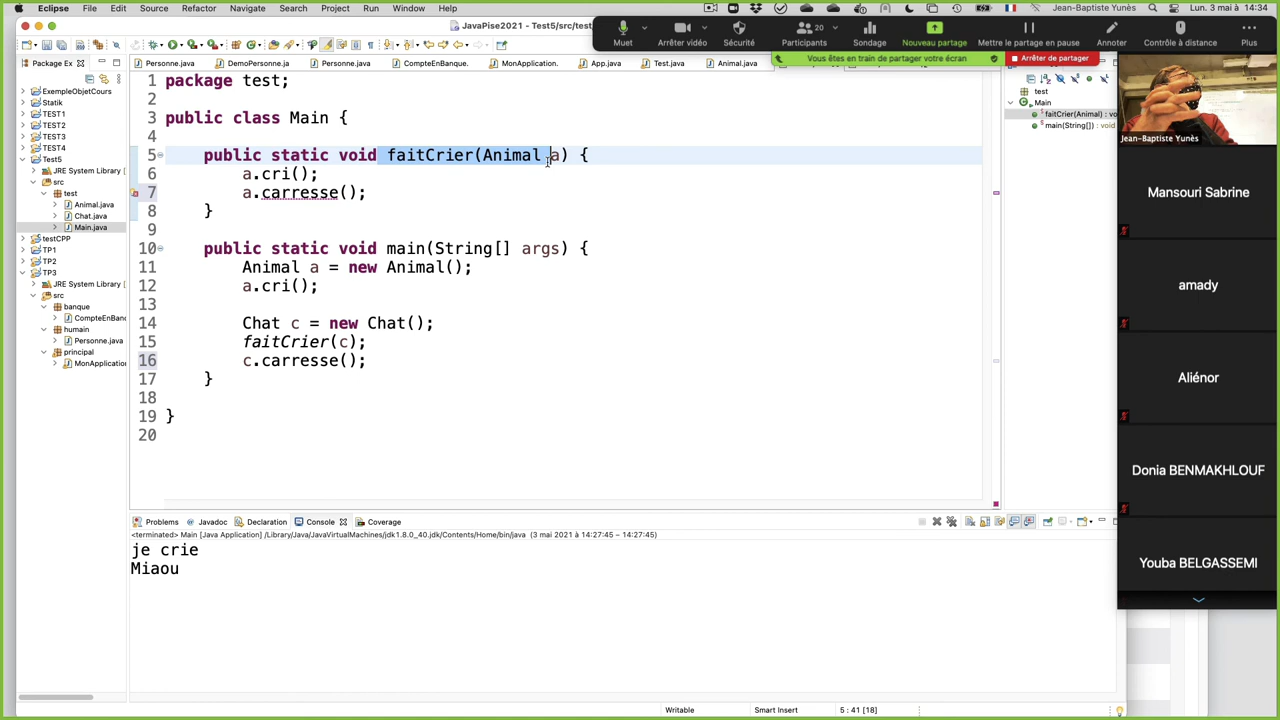 Eclipse File Edit Source Refactor Navigate Search Project Run Window Help Jean-Baptiste Yunès Lun. 3 mai à 14:34
JavaPise2021 - Test5/src/test
Muet Arrêter vidéo Sécurité Participants 20 Sondage Nouveau partage Mettre le partage en pause Annoter Contrôle à distance Plus
Vous êtes en train de partager votre écran Arrêter de partager
Package Ex
Personne.java DemoPersonne.ja Personne.java CompteEnBanque. MonApplication. App.java Test.java Animal.java
ExempleObjetCours
Statik
TEST1
TEST2
TEST3
TEST4
Test5
JRE System Library [
src
test
Animal.java
Chat.java
Main.java
testCPP
TP1
TP2
TP3
JRE System Library [
src
banque
CompteEnBanc
humain
Personne.java
principal
MonApplication
1 package test;
2
3 public class Main {
4
5 public static void faitCrier(Animal a) {
6 a.cri();
7 a.carresse();
8 }
9
10 public static void main(String[] args) {
11 Animal a = new Animal();
12 a.cri();
13
14 Chat c = new Chat();
15 faitCrier(c);
16 c.carresse();
17 }
18
19 }
20
test
Main
faitCrier(Animal) : vo
main(String[]) : void
Jean-Baptiste Yunès
Mansouri Sabrine
amady
Aliénor
Donia BENMAKHLOUF
Youba BELGASSEMI
Problems Javadoc Declaration Console Coverage
<terminated> Main [Java Application] /Library/Java/JavaVirtualMachines/jdk1.8.0_40.jdk/Contents/Home/bin/java (3 mai 2021 à 14:27:45 – 14:27:45)
je crie
Miaou
Writable Smart Insert 5 : 41 [18]